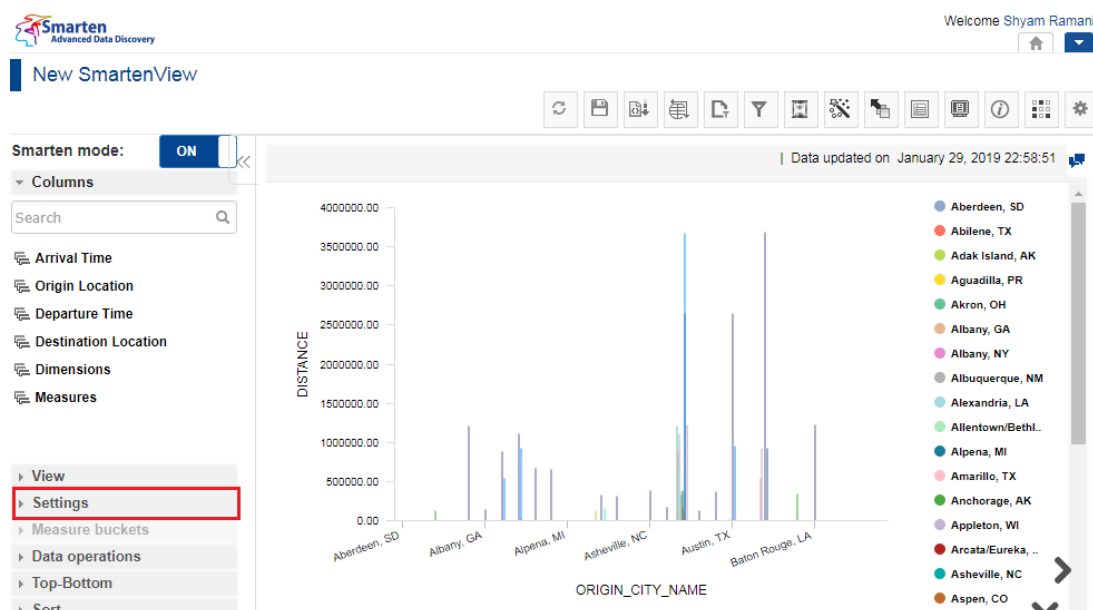 Smarten
Advanced Data Discovery
Welcome Shyam Ramani
New SmartenView
Smarten mode:
ON
Columns
Search
Arrival Time
Origin Location
Departure Time
Destination Location
Dimensions
Measures
View
Settings
Measure buckets
Data operations
Top-Bottom
Sort
| Data updated on January 29, 2019 22:58:51
4000000.00
3500000.00
3000000.00
2500000.00
2000000.00
1500000.00
1000000.00
500000.00
0.00
DISTANCE
Aberdeen, SD
Albany, GA
Alpena, MI
Asheville, NC
Austin, TX
Baton Rouge, LA
ORIGIN_CITY_NAME
Aberdeen, SD
Abilene, TX
Adak Island, AK
Aguadilla, PR
Akron, OH
Albany, GA
Albany, NY
Albuquerque, NM
Alexandria, LA
Allentown/Bethl..
Alpena, MI
Amarillo, TX
Anchorage, AK
Appleton, WI
Arcata/Eureka, ..
Asheville, NC
Aspen, CO